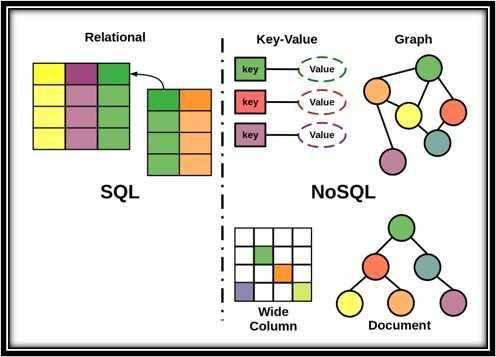 Relational
SQL
Key-Value
key
Value
key
Value
key
Value
Graph
NoSQL
Wide
Column
Document